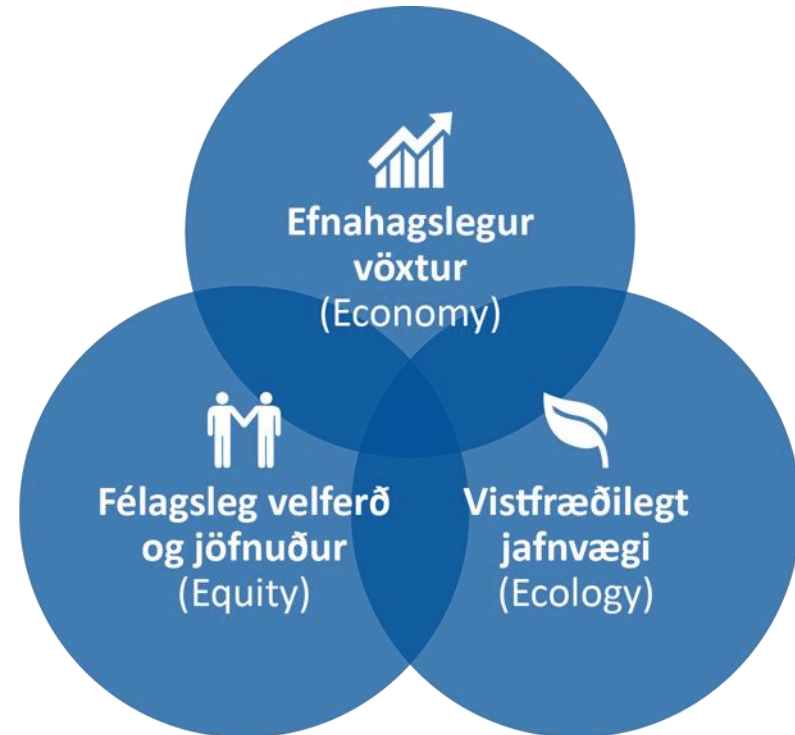 Efnahagslegur
vöxtur
(Economy)
Félagsleg velferð
og jöfnuður
(Equity)
Vistfræðilegt
jafnvægi
(Ecology)